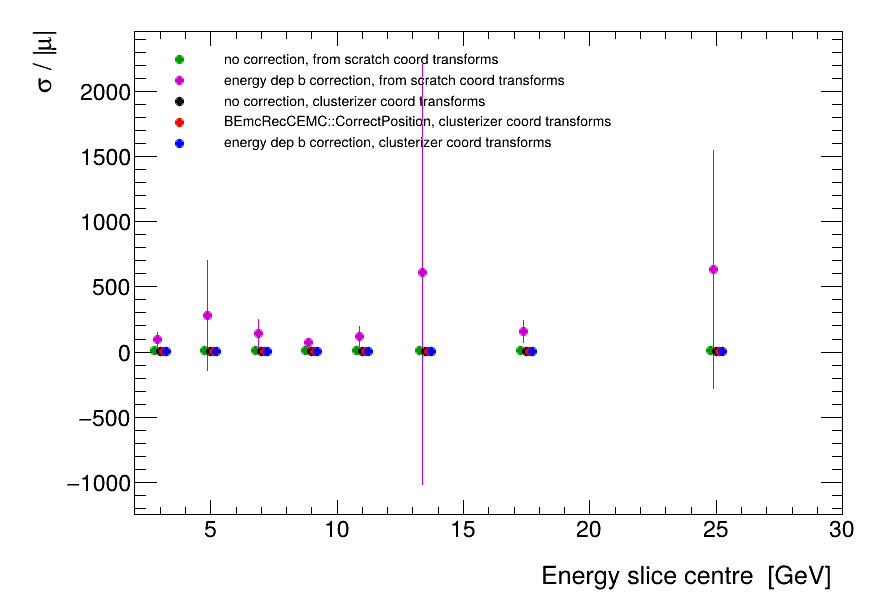 σ / |μ|
no correction, from scratch coord transforms
energy dep b correction, from scratch coord transforms
no correction, clusterizer coord transforms
BEmcRecCEMC::CorrectPosition, clusterizer coord transforms
energy dep b correction, clusterizer coord transforms
2000
1500
1000
500
0
−500
−1000
5 10 15 20 25 30
Energy slice centre [GeV]